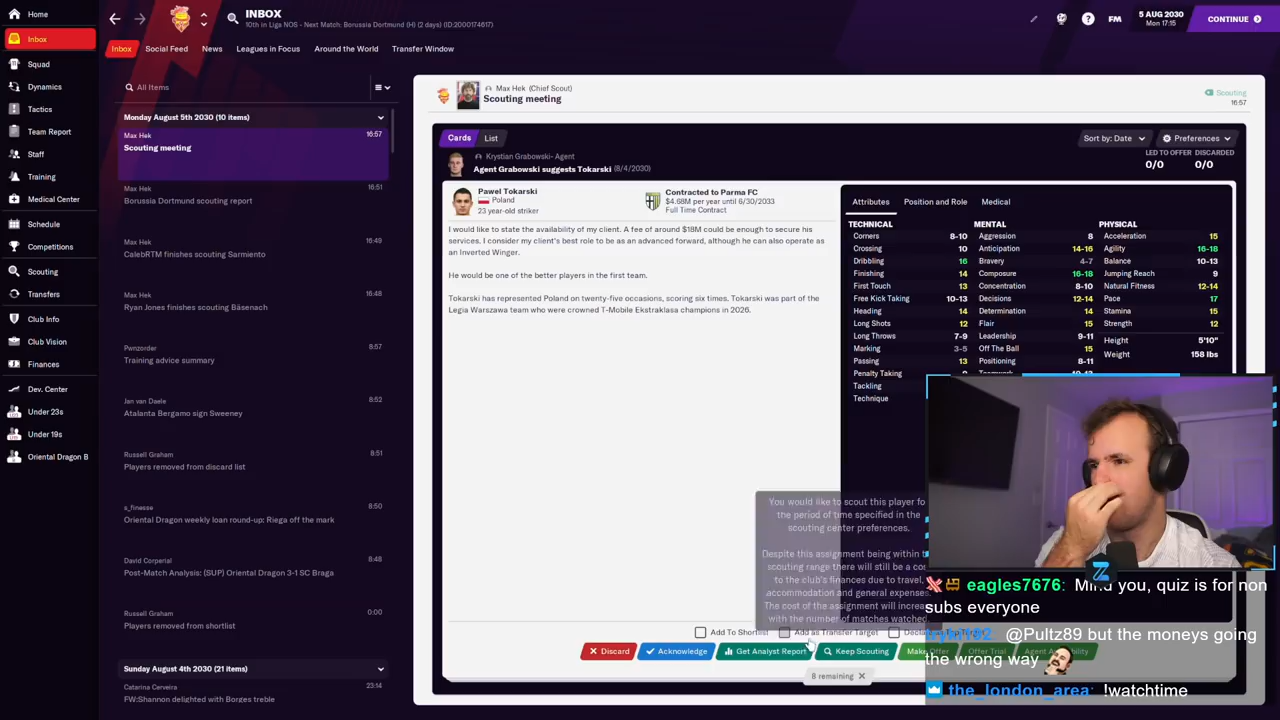 Home
Inbox
Squad
Dynamics
Tactics
Team Report
Staff
Training
Medical Center
Schedule
Competitions
Scouting
Transfers
Club Info
Club Vision
Finances
Dev. Center
Under 23s
Under 19s
Oriental Dragon B
INBOX
10th in Liga NOS - Next Match: Borussia Dortmund (H) (2 days) (ID:2000174617)
FM
5 AUG 2030
Mon 17:15
CONTINUE
Inbox Social Feed News Leagues in Focus Around the World Transfer Window
All Items
Monday August 5th 2030 (10 items)
Max Hek 16:57
Scouting meeting
Max Hek 16:51
Borussia Dortmund scouting report
Max Hek 16:49
CalebRTM finishes scouting Sarmiento
Max Hek 16:48
Ryan Jones finishes scouting Bäsenach
Pwnzorder 8:57
Training advice summary
Jan van Daele 8:52
Atalanta Bergamo sign Sweeney
Russell Graham 8:51
Players removed from discard list
s_finesse 8:50
Oriental Dragon weekly loan round-up: Riega off the mark
David Corperial 8:48
Post-Match Analysis: (SUP) Oriental Dragon 3-1 SC Braga
Russell Graham 0:00
Players removed from shortlist
Sunday August 4th 2030 (21 items)
Catarina Cerveira 23:14
FW:Shannon delighted with Borges treble
Max Hek (Chief Scout)
Scouting meeting
Scouting
16:57
Cards List
Sort by: Date
Preferences
Krystian Grabowski- Agent
Agent Grabowski suggests Tokarski (8/4/2030)
LED TO OFFER DISCARDED
0/0 0/0
Pawel Tokarski
Poland
23 year-old striker
Contracted to Parma FC
$4.68M per year until 6/30/2033
Full Time Contract
I would like to state the availability of my client. A fee of around $18M could be enough to secure his
services. I consider my client's best role to be as an advanced forward, although he can also operate as
an Inverted Winger.
He would be one of the better players in the first team.
Tokarski has represented Poland on twenty-five occasions, scoring six times. Tokarski was part of the
Legia Warszawa team who were crowned T-Mobile Ekstraklasa champions in 2026.
Attributes Position and Role Medical
TECHNICAL MENTAL PHYSICAL
Corners 8-10 Aggression 8 Acceleration 15
Crossing 10 Anticipation 14-16 Agility 16-18
Dribbling 16 Bravery 4-7 Balance 10-13
Finishing 14 Composure 16-18 Jumping Reach 9
First Touch 13 Concentration 8-10 Natural Fitness 12-14
Free Kick Taking 10-13 Decisions 12-14 Pace 17
Heading 14 Determination 14 Stamina 15
Long Shots 12 Flair 15 Strength 12
Long Throws 7-9 Leadership 9-11 Height 5'10"
Marking 3-5 Off The Ball 15 Weight 158 lbs
Passing 13 Positioning 8-11
Penalty Taking
Tackling
Technique
You would like to scout this player fo
the period of time specified in the
scouting center preferences.
Despite this assignment being within t
scouting range there will still be a cos
to the club's finances due to travel,
accommodation and general expenses.
The cost of the assignment will increas
with the number of matches watched.
Add To Shortlist Add as Transfer Target
Discard Acknowledge Get Analyst Report Keep Scouting Make Offer Offer Trial
8 remaining
eagles7676: Mind you, quiz is for non
subs everyone
@Pultz89 but the moneys going
the wrong way
the_london_area: !watchtime